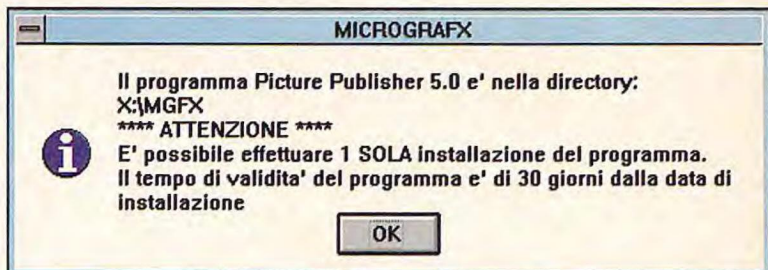 MICROGRAFX
Il programma Picture Publisher 5.0 e' nella directory:
X:\MGFX
**** ATTENZIONE ****
E' possibile effettuare 1 SOLA installazione del programma.
Il tempo di validita' del programma e' di 30 giorni dalla data di
installazione
OK